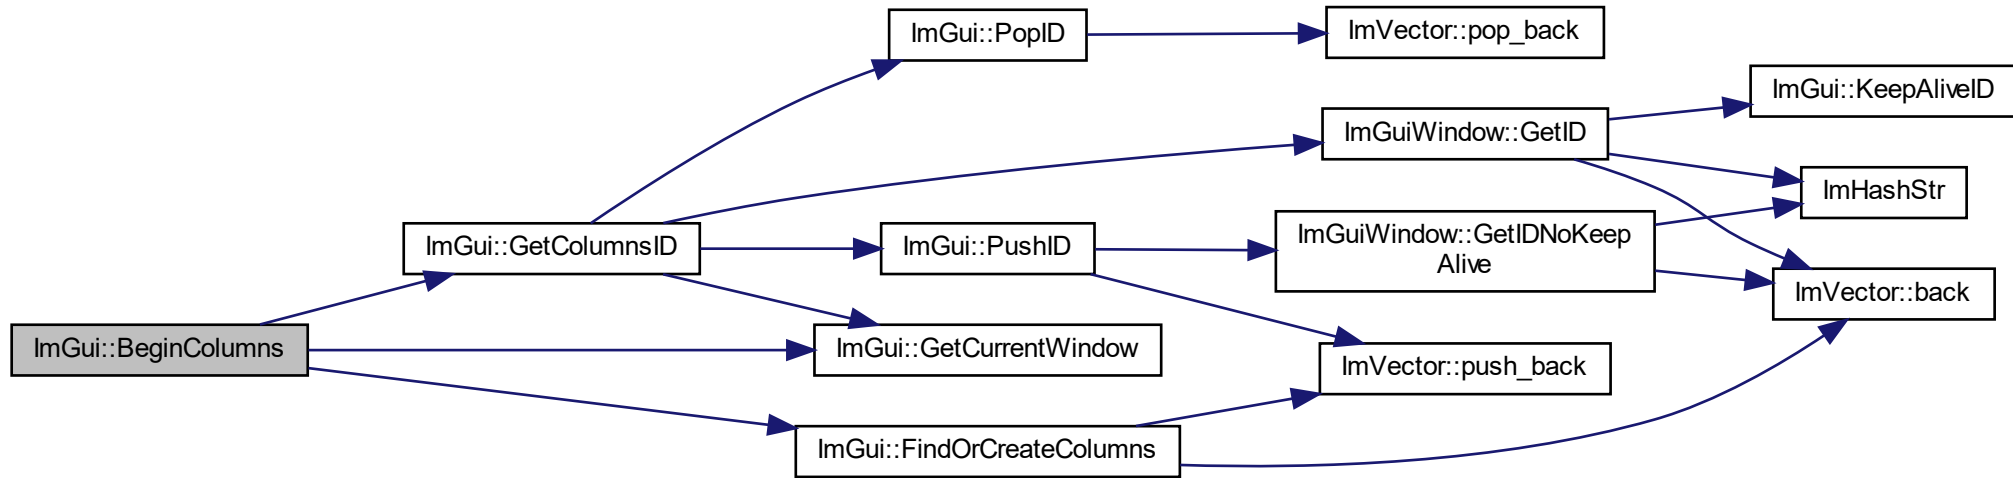 ImGui::PopID
ImVector::pop_back
ImGui::KeepAliveID
ImGuiWindow::GetID
ImHashStr
ImGui::GetColumnsID
ImGui::PushID
ImGuiWindow::GetIDNoKeep
Alive
ImVector::back
ImGui::BeginColumns
ImGui::GetCurrentWindow
ImVector::push_back
ImGui::FindOrCreateColumns